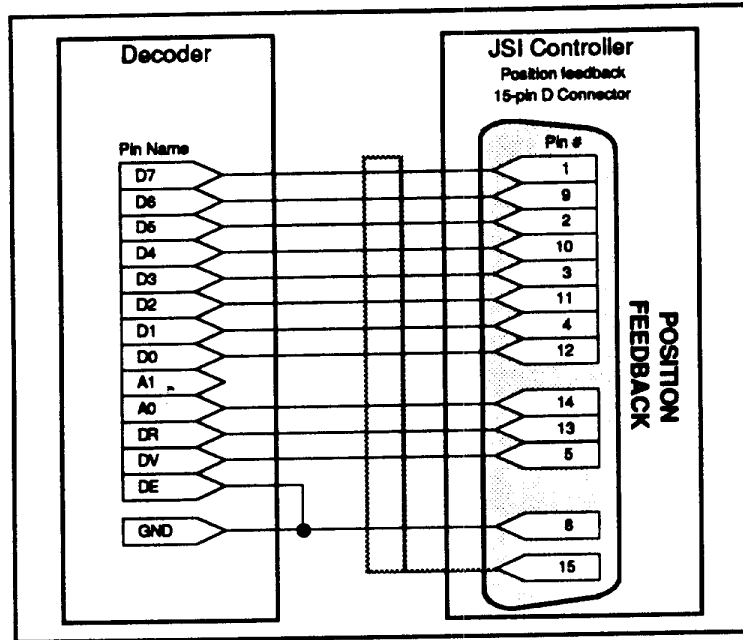 Decoder
Pin Name
D7
D6
D5
D4
D3
D2
D1
D0
A1
A0
DR
DV
DE
GND
JSI Controller
Position feedback
15-pin D Connector
Pin #
1
9
2
10
3
11
4
12
14
13
5
8
15
POSITION
FEEDBACK